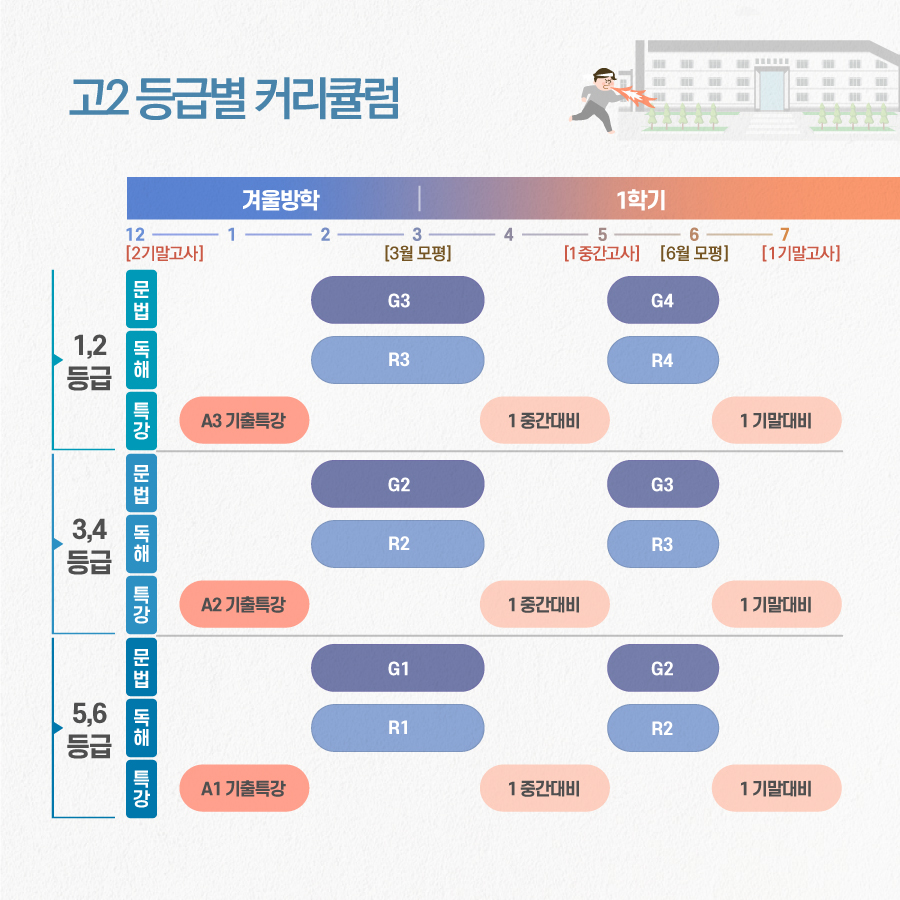 고2 등급별 커리큘럼
겨울방학 1학기
12 1 2 3 4 5 6 7
[2기말고사] [3월 모평] [1중간고사] [6월 모평] [1기말고사]
1,2
등급
문법
G3 G4
독해
R3 R4
특강
A3 기출특강 1 중간대비 1 기말대비
3,4
등급
문법
G2 G3
독해
R2 R3
특강
A2 기출특강 1 중간대비 1 기말대비
5,6
등급
문법
G1 G2
독해
R1 R2
특강
A1 기출특강 1 중간대비 1 기말대비